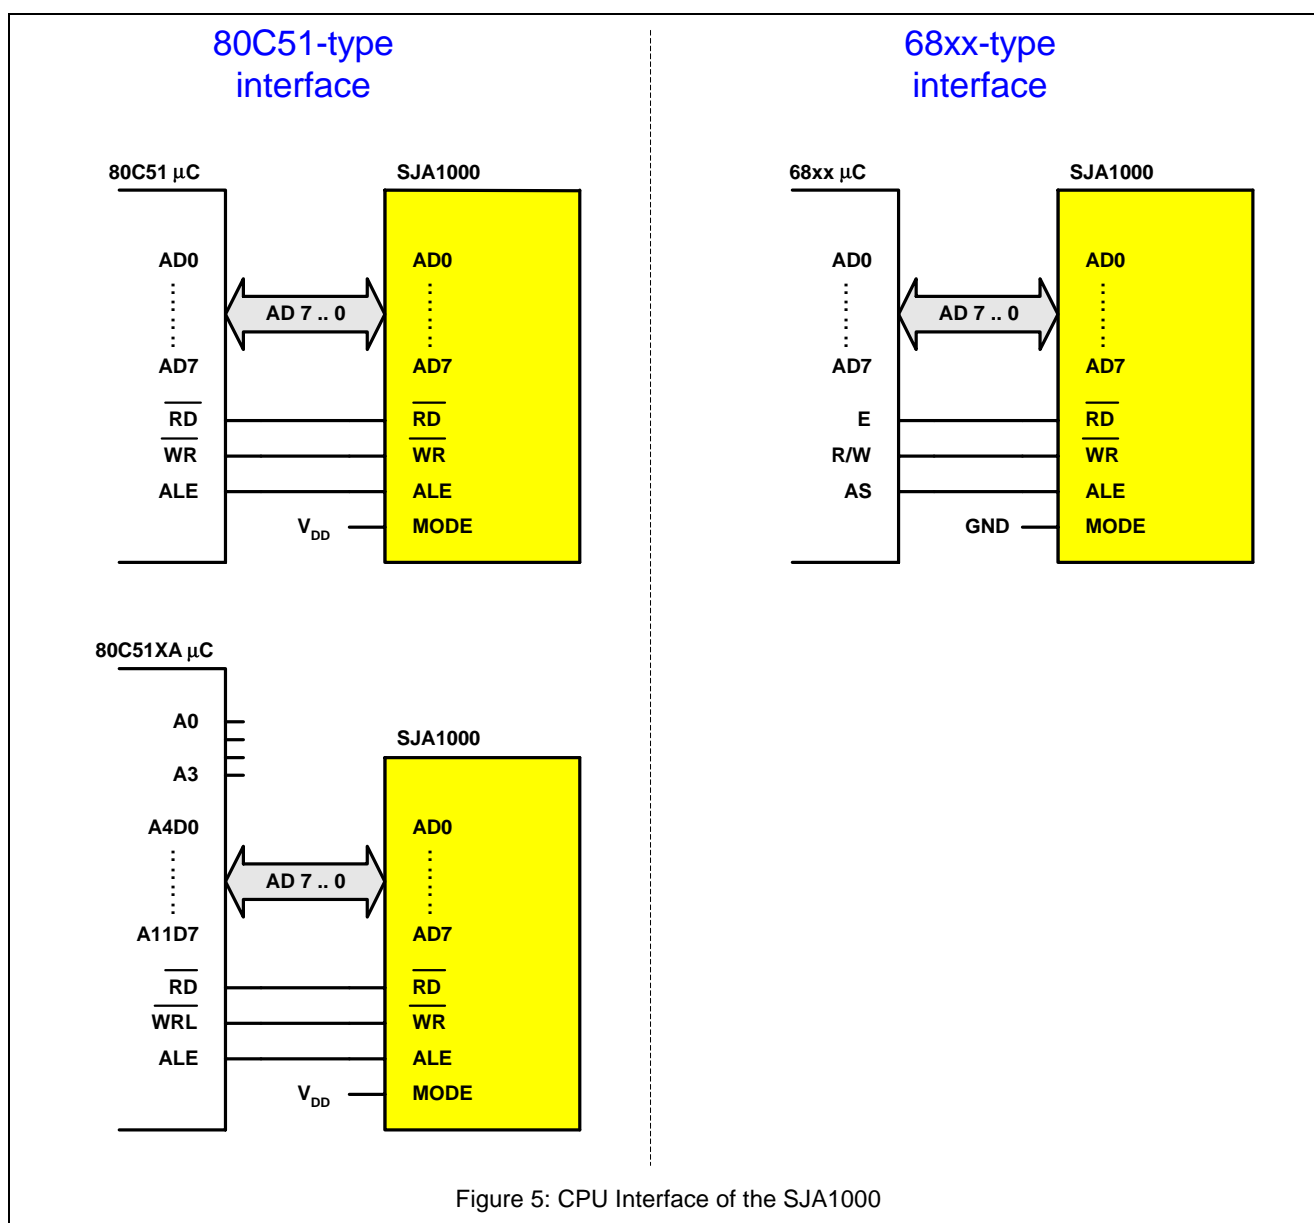 80C51-type
interface
80C51 μC
SJA1000
AD0
AD7
RD
WR
ALE
AD 7 .. 0
AD0
AD7
RD
WR
ALE
VDD
MODE
80C51XA μC
A0
A3
A4D0
A11D7
RD
WRL
ALE
AD 7 .. 0
SJA1000
AD0
AD7
RD
WR
ALE
VDD
MODE
68xx-type
interface
68xx μC
SJA1000
AD0
AD7
E
R/W
AS
AD 7 .. 0
AD0
AD7
RD
WR
ALE
GND
MODE
Figure 5: CPU Interface of the SJA1000